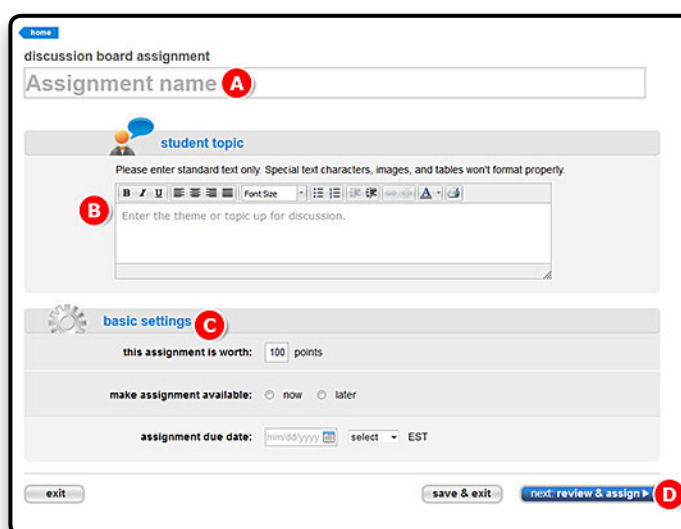 home
discussion board assignment
Assignment name A
student topic
Please enter standard text only. Special text characters, images, and tables won't format properly.
B I U Font Size A
B
Enter the theme or topic up for discussion.
basic settings C
this assignment is worth: 100 points
make assignment available: now later
assignment due date: mm/dd/yyyy select EST
exit save & exit next: review & assign D